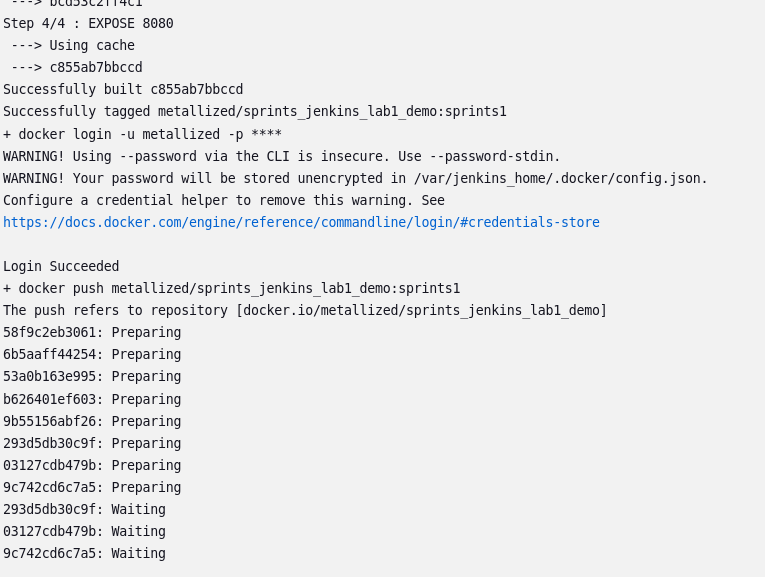 ---> bcd53c2ff4c1
Step 4/4 : EXPOSE 8080
---> Using cache
---> c855ab7bbccd
Successfully built c855ab7bbccd
Successfully tagged metallized/sprints_jenkins_lab1_demo:sprints1
+ docker login -u metallized -p ****
WARNING! Using --password via the CLI is insecure. Use --password-stdin.
WARNING! Your password will be stored unencrypted in /var/jenkins_home/.docker/config.json.
Configure a credential helper to remove this warning. See
https://docs.docker.com/engine/reference/commandline/login/#credentials-store
Login Succeeded
+ docker push metallized/sprints_jenkins_lab1_demo:sprints1
The push refers to repository [docker.io/metallized/sprints_jenkins_lab1_demo]
58f9c2eb3061: Preparing
6b5aaff44254: Preparing
53a0b163e995: Preparing
b626401ef603: Preparing
9b55156abf26: Preparing
293d5db30c9f: Preparing
03127cdb479b: Preparing
9c742cd6c7a5: Preparing
293d5db30c9f: Waiting
03127cdb479b: Waiting
9c742cd6c7a5: Waiting